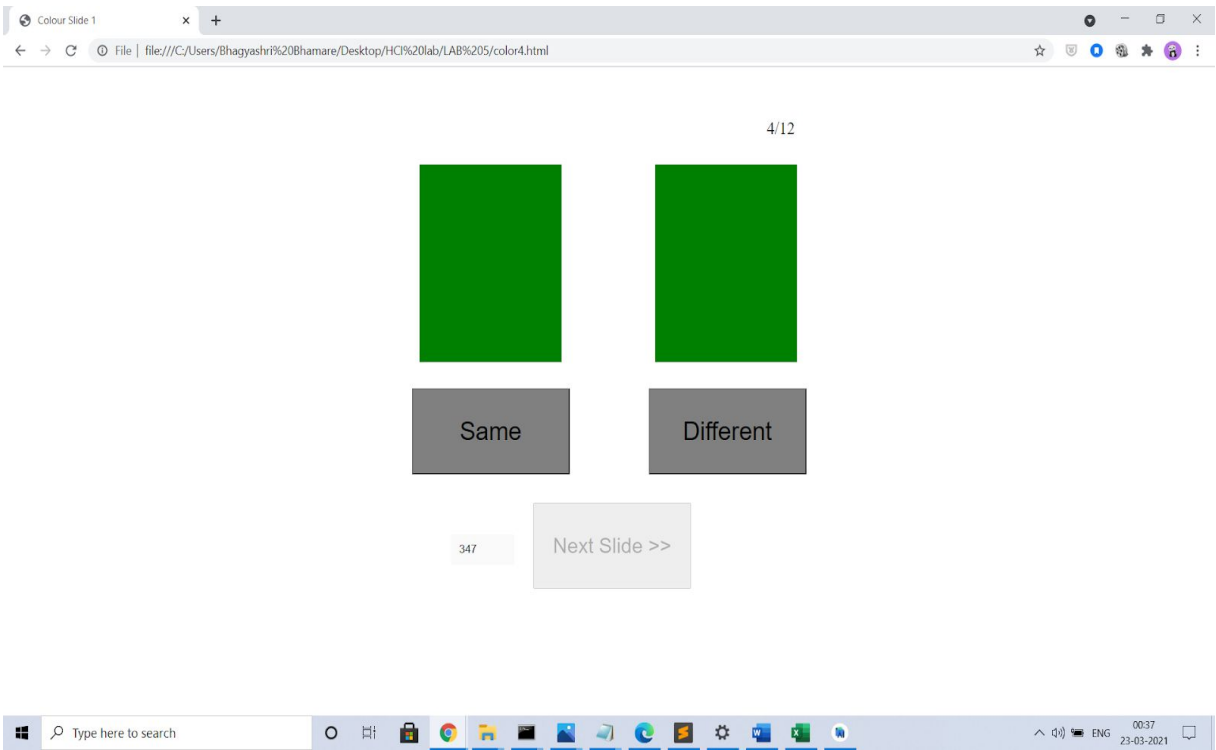 Colour Slide 1
File | file:///C:/Users/Bhagyashri%20Bhamare/Desktop/HCI%20lab/LAB%205/color4.html
4/12
Same
Different
347
Next Slide >>
Type here to search
ENG
00:37
23-03-2021